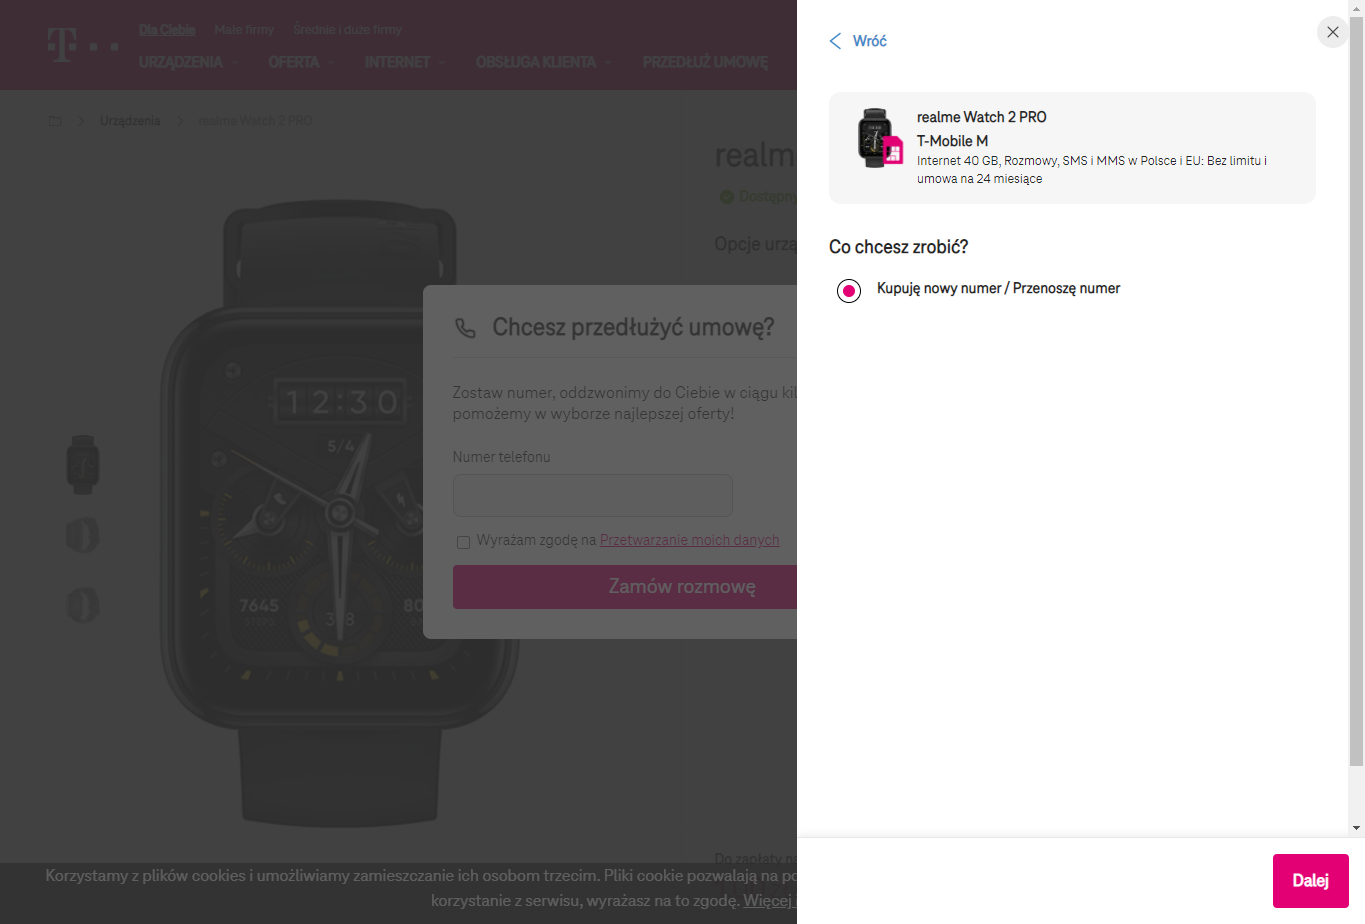 Dla Ciebie Małe firmy Średnie i duże firmy
URZĄDZENIA OFERTA INTERNET OBSŁUGA KLIENTA PRZEDŁUŻ UMOWĘ
Urządzenia realme Watch 2 PRO
realm
Dostępny
Opcje urzą
12:30
5/4
7645
STEPS
80
Chcesz przedłużyć umowę?
Zostaw numer, oddzwonimy do Ciebie w ciągu kil
pomożemy w wyborze najlepszej oferty!
Numer telefonu
Wyrażam zgodę na Przetwarzanie moich danych
Zamów rozmowę
Do zapłaty na
Korzystamy z plików cookies i umożliwiamy zamieszczanie ich osobom trzecim. Pliki cookie pozwalają na po
korzystanie z serwisu, wyrażasz na to zgodę. Więcej
Wróć
realme Watch 2 PRO
T-Mobile M
Internet 40 GB, Rozmowy, SMS i MMS w Polsce i EU: Bez limitu i
umowa na 24 miesiące
Co chcesz zrobić?
Kupuję nowy numer / Przenoszę numer
Dalej